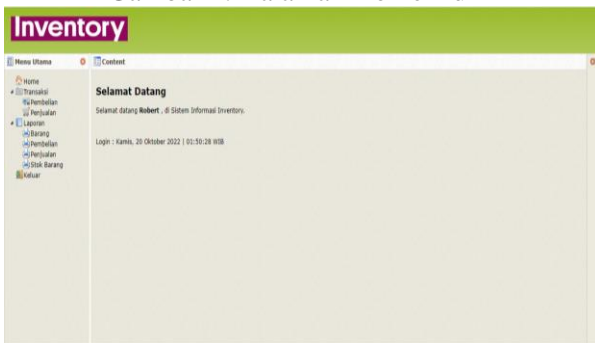 Inventory
Menu Utama
Content
Home
Transaksi
Pembelian
Penjualan
Laporan
Barang
Pembelian
Penjualan
Stok Barang
Keluar
Selamat Datang
Selamat datang Robert , di Sistem Informasi Inventory.
Login : Kamis, 20 Oktober 2022 | 01:50:28 WIB